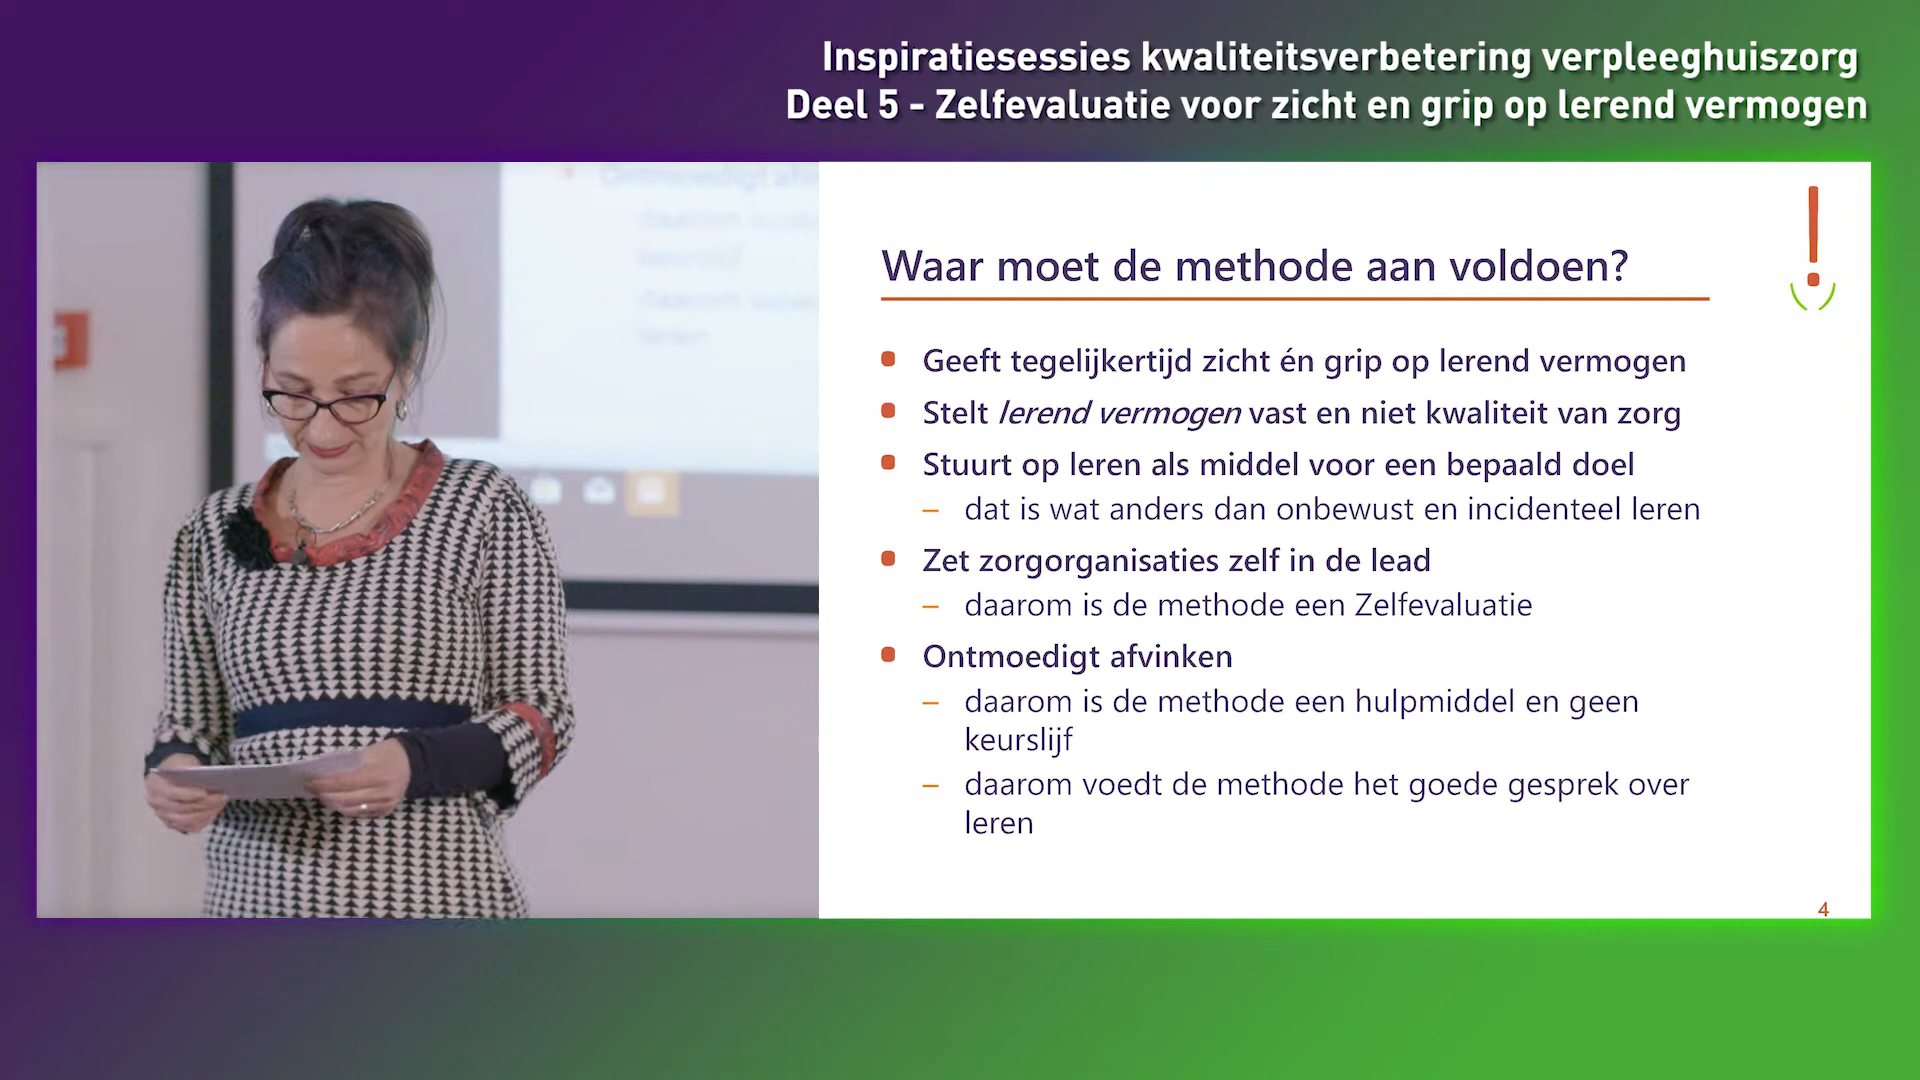 Inspiratiesessies kwaliteitsverbetering verpleeghuiszorg
Deel 5 - Zelfevaluatie voor zicht en grip op lerend vermogen
Waar moet de methode aan voldoen?
Geeft tegelijkertijd zicht én grip op lerend vermogen
Stelt lerend vermogen vast en niet kwaliteit van zorg
Stuurt op leren als middel voor een bepaald doel
– dat is wat anders dan onbewust en incidenteel leren
Zet zorgorganisaties zelf in de lead
– daarom is de methode een Zelfevaluatie
Ontmoedigt afvinken
– daarom is de methode een hulpmiddel en geen
keurslijf
– daarom voedt de methode het goede gesprek over
leren
4